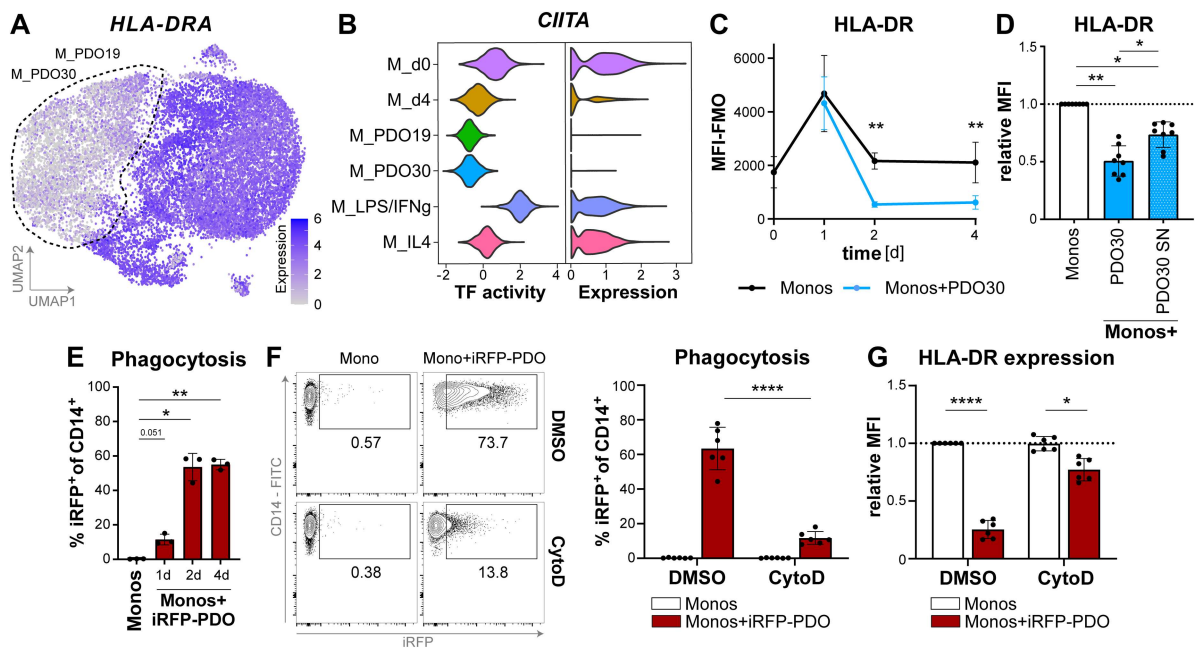 A
HLA-DRA
M_PDO19
M_PDO30
UMAP2
UMAP1
Expression
6
4
2
0
B
CIITA
M_d0
M_d4
M_PDO19
M_PDO30
M_LPS/IFNg
M_IL4
-2 0 2 4
0 1 2 3
TF activity
Expression
C
HLA-DR
MFI-FMO
6000
4000
2000
0
**
**
0 1 2 4
time [d]
Monos
Monos+PDO30
D
HLA-DR
relative MFI
1.5
1.0
0.5
0.0
*
*
**
Monos
PDO30
PDO30 SN
Monos+
E
Phagocytosis
% iRFP+ of CD14+
100
80
60
40
20
0
**
*
0.051
Monos
1d 2d 4d
Monos+
iRFP-PDO
F
Mono
Mono+iRFP-PDO
0.57
73.7
DMSO
0.38
13.8
CytoD
CD14 - FITC
iRFP
Phagocytosis
% iRFP+ of CD14+
100
80
60
40
20
0
****
DMSO
CytoD
Monos
Monos+iRFP-PDO
G
HLA-DR expression
relative MFI
1.5
1.0
0.5
0.0
****
*
DMSO
CytoD
Monos
Monos+iRFP-PDO